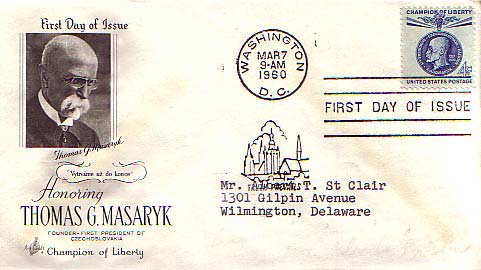 First Day of Issue
Thomas G. Masaryk
"Vytrváme až do konce"
Honoring
THOMAS G. MASARYK
FOUNDER-FIRST PRESIDENT OF
CZECHOSLOVAKIA
Champion of Liberty
WASHINGTON
MAR 7
9-AM
1960
D. C.
CHAMPION OF LIBERTY
4¢
UNITED STATES POSTAGE
FIRST DAY OF ISSUE
Mr. T. St Clair
1301 Gilpin Avenue
Wilmington, Delaware